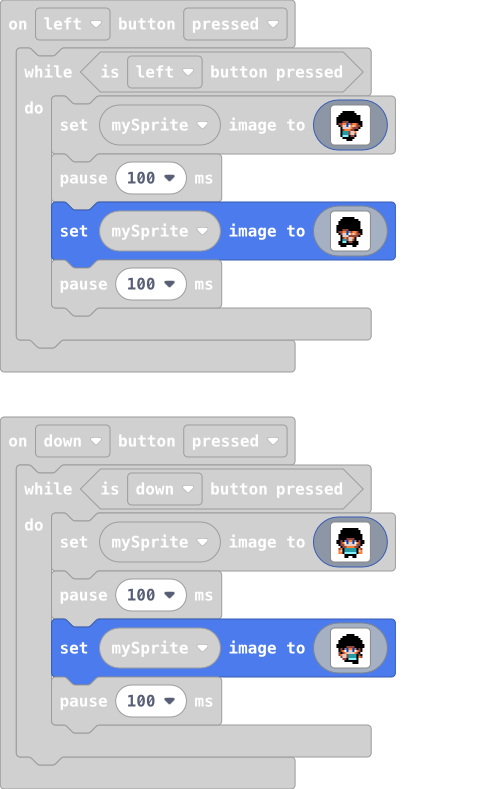 on left button pressed
while is left button pressed
do
set mySprite image to
pause 100 ms
set mySprite image to
pause 100 ms
on down button pressed
while is down button pressed
do
set mySprite image to
pause 100 ms
set mySprite image to
pause 100 ms